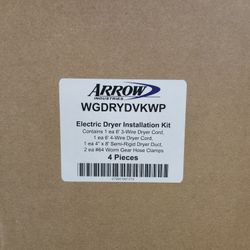 ARROW
INDUSTRIES
WGDRYDVKWP
Electric Dryer Installation Kit
Contains 1 ea 6' 3-Wire Dryer Cord,
1 ea 6' 4-Wire Dryer Cord,
1 ea 4" x 8' Semi-Rigid Dryer Duct,
2 ea #64 Worm Gear Hose Clamps
4 Pieces